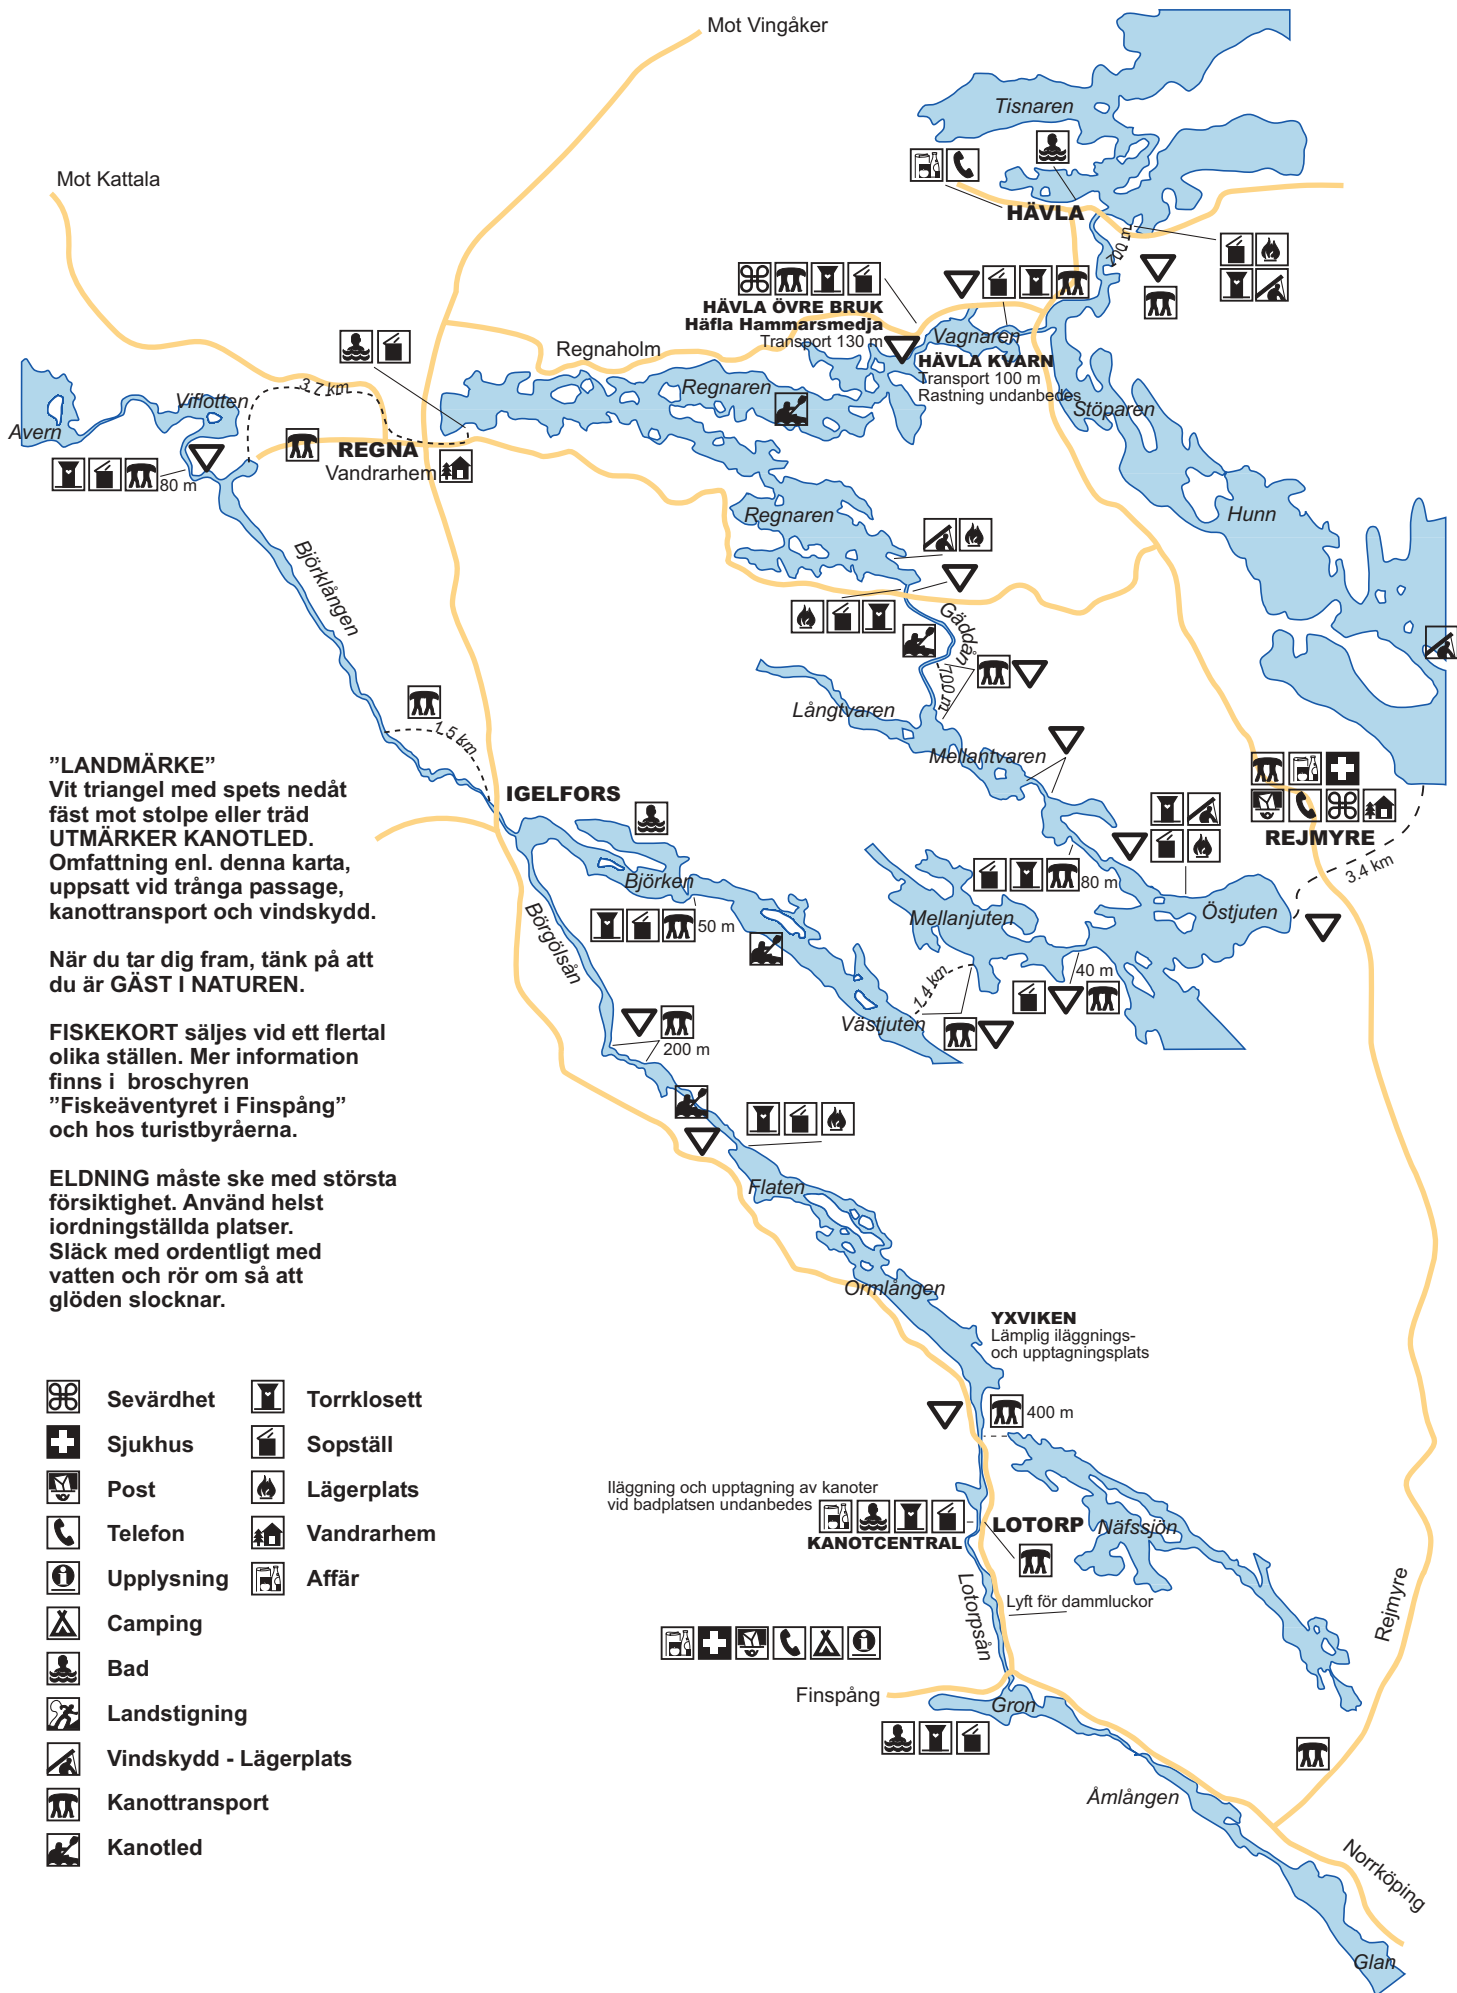 Mot Vingåker
Tisnaren
Mot Kattala
HÄVLA
200 m
HÄVLA ÖVRE BRUK
Häfla Hammarsmedja
Transport 130 m
Vagnaren
HÄVLA KVARN
Transport 100 m
Rastning undanbedes
Regnaholm
Regnaren
Stöparen
3.7 km
Viflotten
Avern
REGNA
Vandrarhem
80 m
Regnaren
Hunn
Björklången
Gäddån
700 m
Långtvaren
Mellantvaren
1.5 km
"LANDMÄRKE"
Vit triangel med spets nedåt
fäst mot stolpe eller träd
UTMÄRKER KANOTLED.
Omfattning enl. denna karta,
uppsatt vid trånga passage,
kanottransport och vindskydd.
När du tar dig fram, tänk på att
du är GÄST I NATUREN.
FISKEKORT säljes vid ett flertal
olika ställen. Mer information
finns i broschyren
"Fiskeäventyret i Finspång"
och hos turistbyråerna.
ELDNING måste ske med största
försiktighet. Använd helst
iordningställda platser.
Släck med ordentligt med
vatten och rör om så att
glöden slocknar.
IGELFORS
REJMYRE
3.4 km
Björken
80 m
Börgölsån
50 m
Mellanjuten
Östjuten
40 m
1.4 km
Västjuten
200 m
Flaten
Ormlången
YXVIKEN
Lämplig iläggnings-
och upptagningsplats
400 m
Iläggning och upptagning av kanoter
vid badplatsen undanbedes
KANOTCENTRAL
LOTORP
Näfssjön
Lotorpsån
Lyft för dammluckor
Rejmyre
Finspång
Gron
Åmlången
Norrköping
Glan
Sevärdhet
Torrklosett
Sjukhus
Sopställ
Post
Lägerplats
Telefon
Vandrarhem
Upplysning
Affär
Camping
Bad
Landstigning
Vindskydd - Lägerplats
Kanottransport
Kanotled